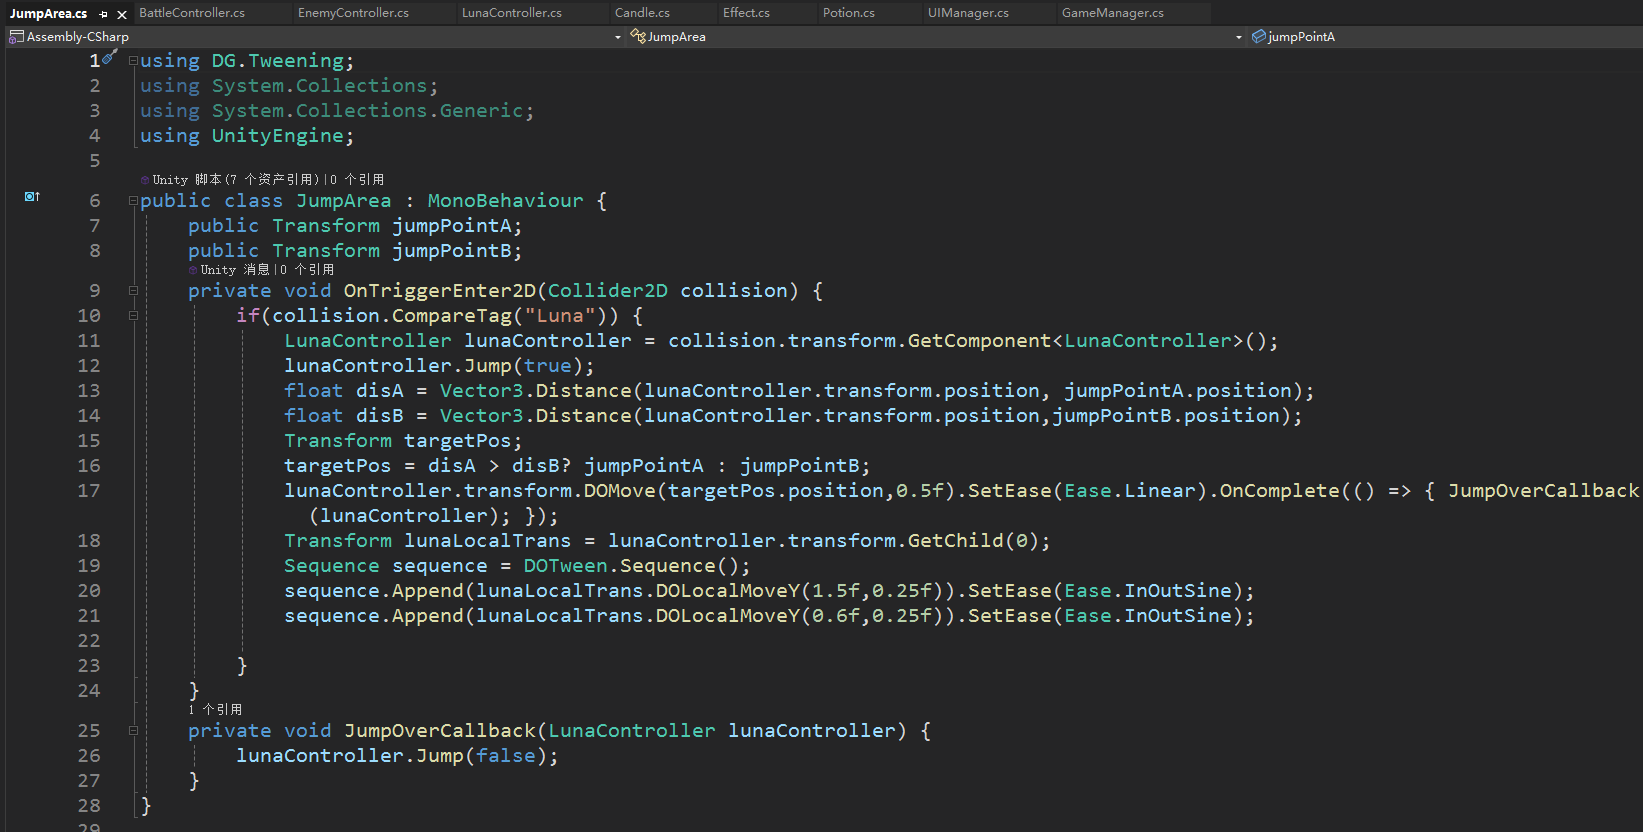 JumpArea.cs BattleController.cs EnemyController.cs LunaController.cs Candle.cs Effect.cs Potion.cs UIManager.cs GameManager.cs
Assembly-CSharp JumpArea jumpPointA
1 using DG.Tweening;
2 using System.Collections;
3 using System.Collections.Generic;
4 using UnityEngine;
5
Unity 脚本(7 个资产引用)|0 个引用
6 public class JumpArea : MonoBehaviour {
7 public Transform jumpPointA;
8 public Transform jumpPointB;
Unity 消息|0 个引用
9 private void OnTriggerEnter2D(Collider2D collision) {
10 if(collision.CompareTag("Luna")) {
11 LunaController lunaController = collision.transform.GetComponent<LunaController>();
12 lunaController.Jump(true);
13 float disA = Vector3.Distance(lunaController.transform.position, jumpPointA.position);
14 float disB = Vector3.Distance(lunaController.transform.position,jumpPointB.position);
15 Transform targetPos;
16 targetPos = disA > disB? jumpPointA : jumpPointB;
17 lunaController.transform.DOMove(targetPos.position,0.5f).SetEase(Ease.Linear).OnComplete(() => { JumpOverCallback
(lunaController); });
18 Transform lunaLocalTrans = lunaController.transform.GetChild(0);
19 Sequence sequence = DOTween.Sequence();
20 sequence.Append(lunaLocalTrans.DOLocalMoveY(1.5f,0.25f)).SetEase(Ease.InOutSine);
21 sequence.Append(lunaLocalTrans.DOLocalMoveY(0.6f,0.25f)).SetEase(Ease.InOutSine);
22
23 }
24 }
1 个引用
25 private void JumpOverCallback(LunaController lunaController) {
26 lunaController.Jump(false);
27 }
28 }
29